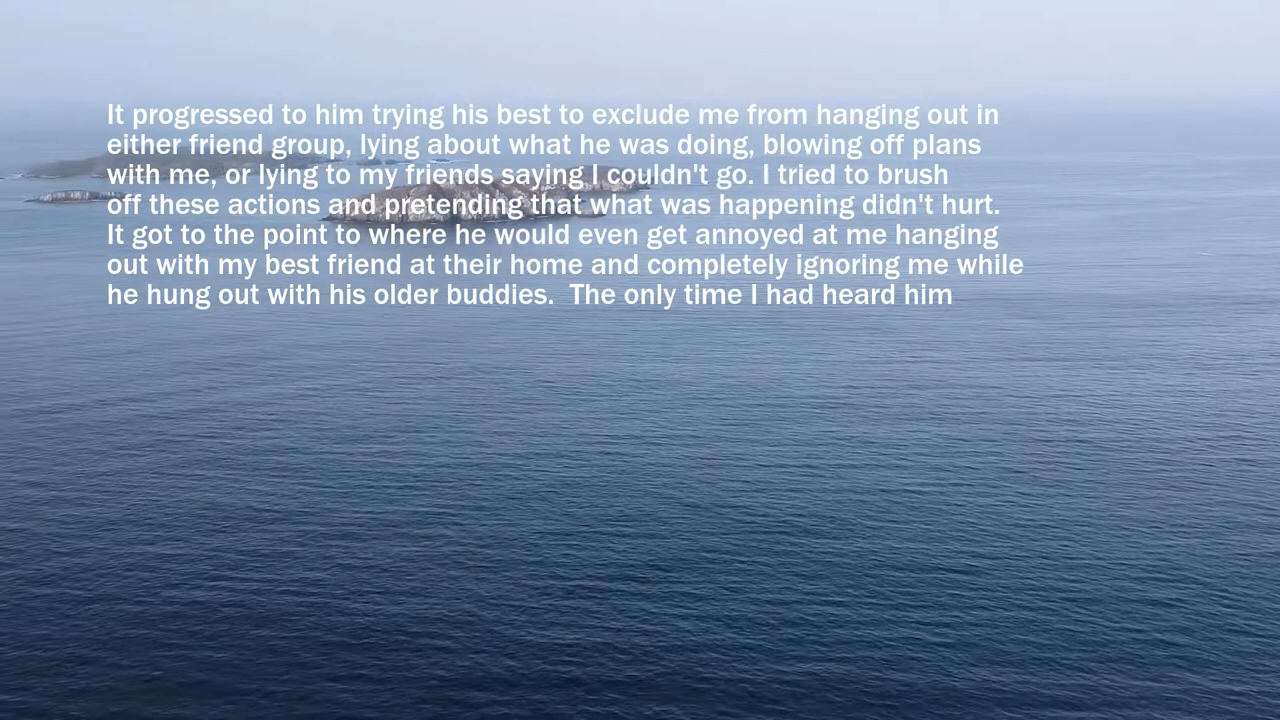 It progressed to him trying his best to exclude me from hanging out in
either friend group, lying about what he was doing, blowing off plans
with me, or lying to my friends saying I couldn't go. I tried to brush
off these actions and pretending that what was happening didn't hurt.
It got to the point to where he would even get annoyed at me hanging
out with my best friend at their home and completely ignoring me while
he hung out with his older buddies.  The only time I had heard him